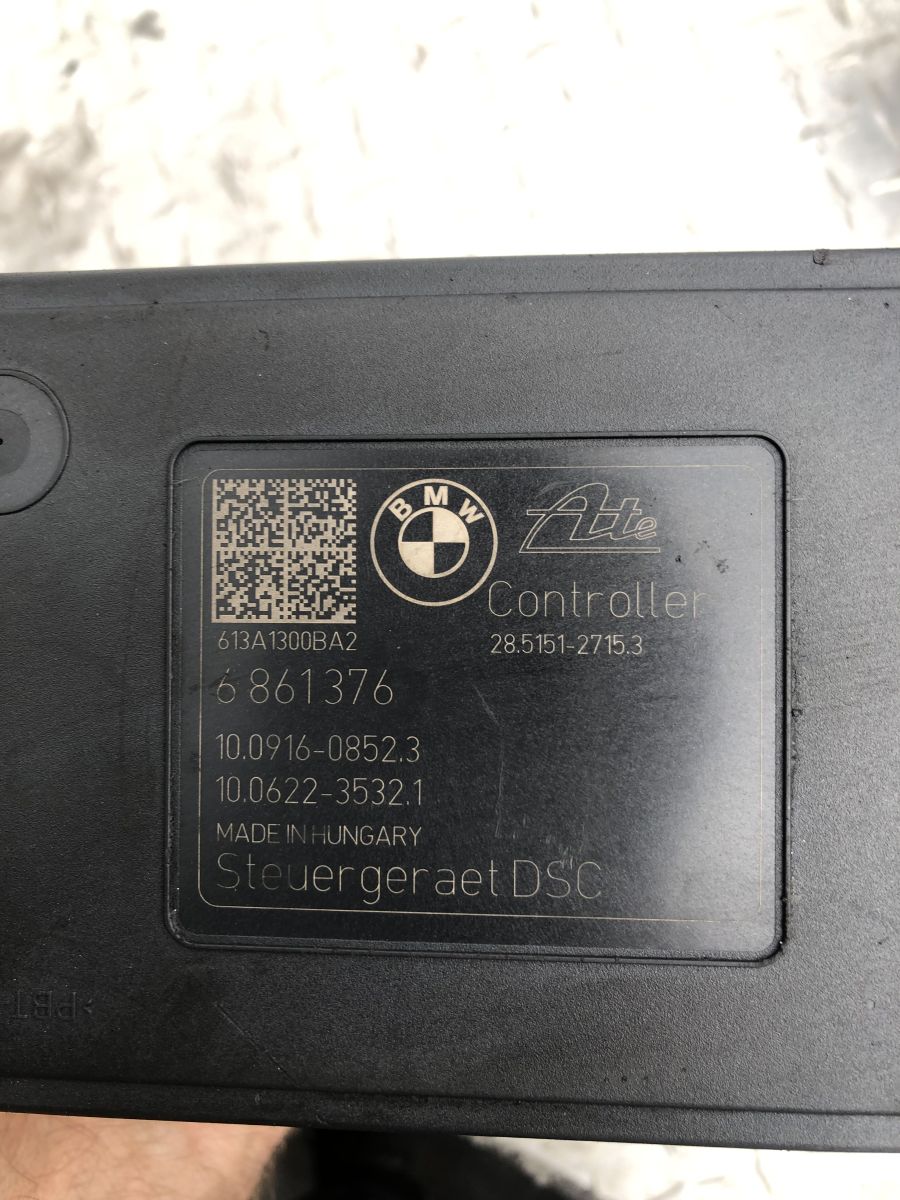 BMW
Ate
Controller
613A1300BA2
28.5151-2715.3
6 861376
10.0916-0852.3
10.0622-3532.1
MADE IN HUNGARY
Steuergeraet DSC
>PBT